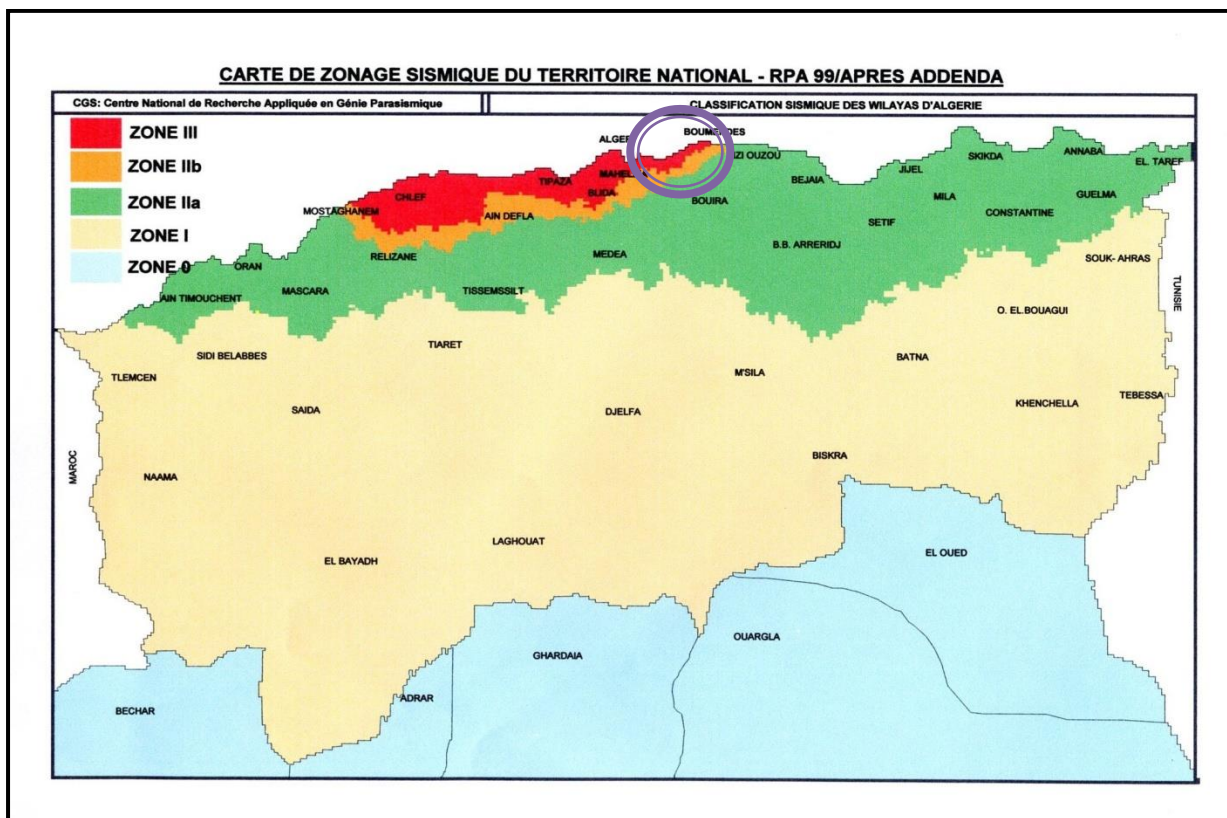 CARTE DE ZONAGE SISMIQUE DU TERRITOIRE NATIONAL - RPA 99/APRES ADDENDA
CGS: Centre National de Recherche Appliquée en Génie Parasismique
CLASSIFICATION SISMIQUE DES WILAYAS D'ALGERIE
ZONE III
ZONE IIb
ZONE IIa
ZONE I
ZONE 0
ALGER
BOUMERDES
IZI OUZOU
SKIKDA
ANNABA
EL. TAREF
MAHELMA
TIPAZA
BLIDA
BEJAIA
JIJEL
CHLEF
MOSTAGHANEM
AIN DEFLA
BOUIRA
MILA
GUELMA
CONSTANTINE
SETIF
B.B. ARRERIDJ
MEDEA
RELIZANE
ORAN
SOUK- AHRAS
AIN TIMOUCHENT
MASCARA
TISSEMSSILT
TUNISIE
O. EL.BOUAGUI
SIDI BELABBES
TIARET
BATNA
TLEMCEN
M'SILA
SAIDA
DJELFA
KHENCHELLA
TEBESSA
MAROC
BISKRA
NAAMA
LAGHOUAT
EL BAYADH
EL OUED
OUARGLA
GHARDAIA
ADRAR
BECHAR